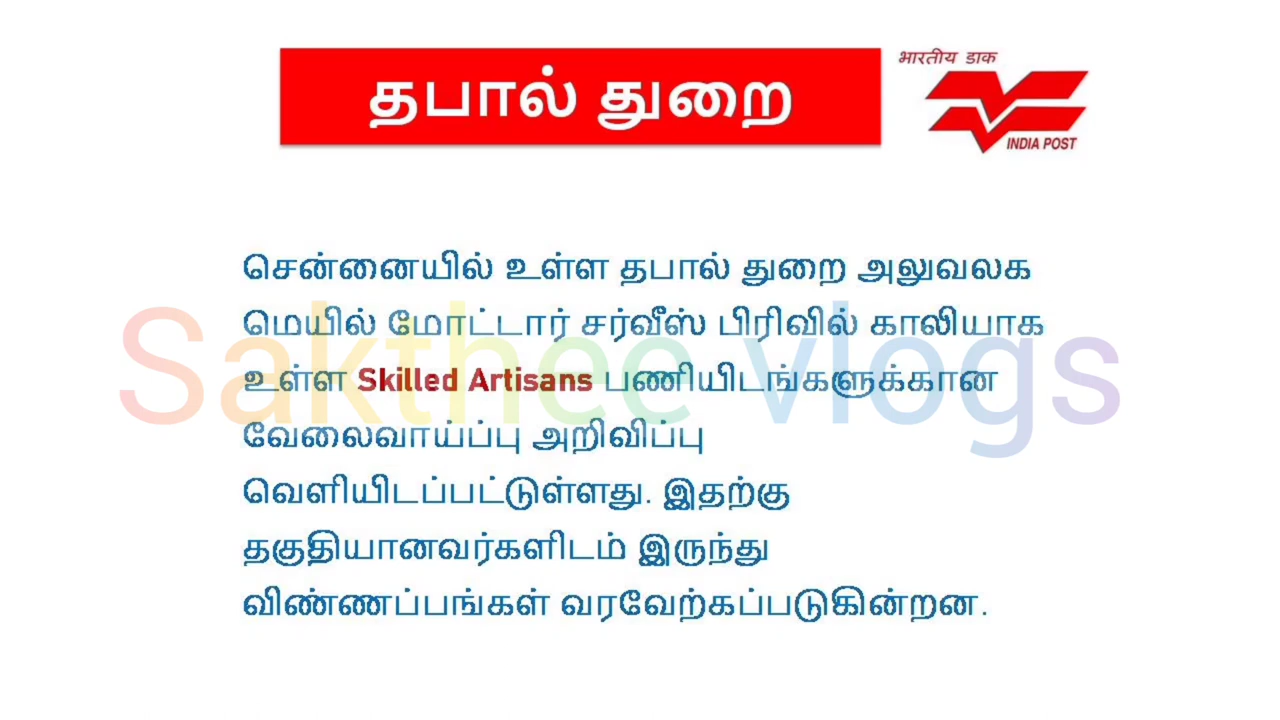 தபால் துறை
भारतीय डाक
INDIA POST
சென்னையில் உள்ள தபால் துறை அலுவலக
மெயில் மோட்டார் சர்வீஸ் பிரிவில் காலியாக
உள்ள Skilled Artisans பணியிடங்களுக்கான
வேலைவாய்ப்பு அறிவிப்பு
வெளியிடப்பட்டுள்ளது. இதற்கு
தகுதியானவர்களிடம் இருந்து
விண்ணப்பங்கள் வரவேற்கப்படுகின்றன.
Sakthee vlogs